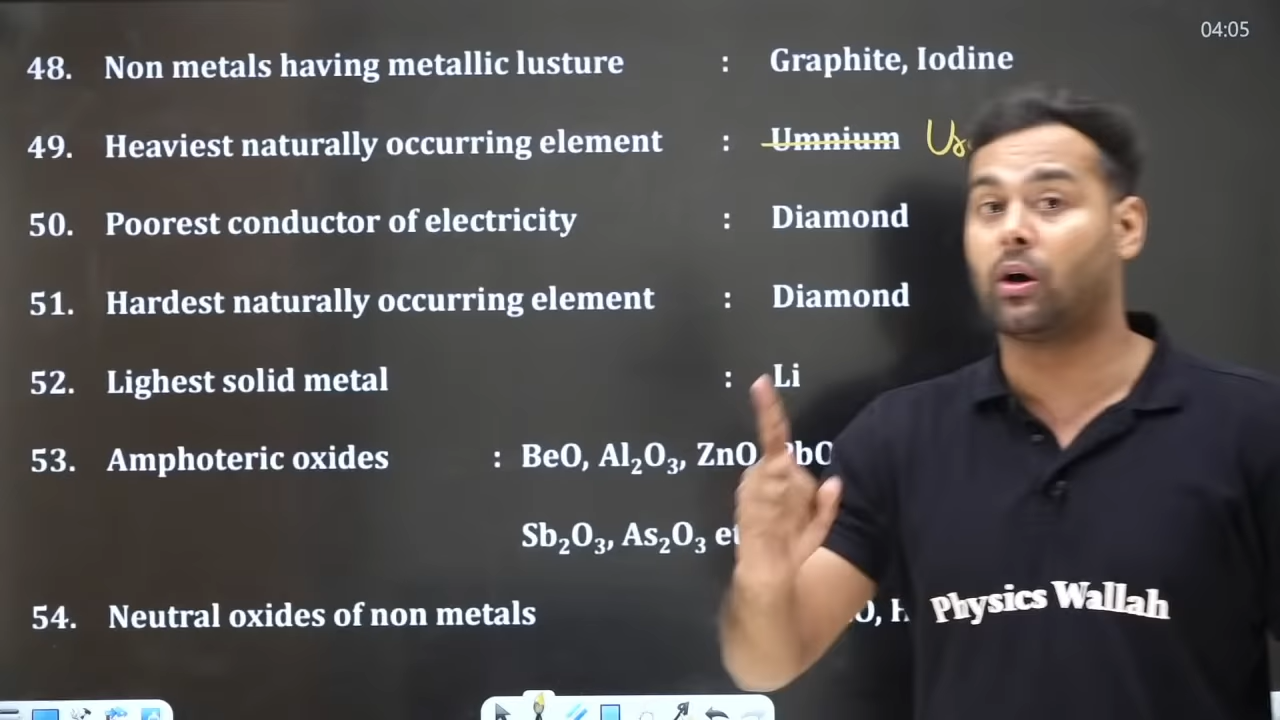 04:05
48. Non metals having metallic lusture : Graphite, Iodine
49. Heaviest naturally occurring element : Umnium
50. Poorest conductor of electricity : Diamond
51. Hardest naturally occurring element : Diamond
52. Lighest solid metal : Li
53. Amphoteric oxides : BeO, Al₂O₃, ZnO,
Sb₂O₃, As₂O₃
54. Neutral oxides of non metals
Physics Wallah